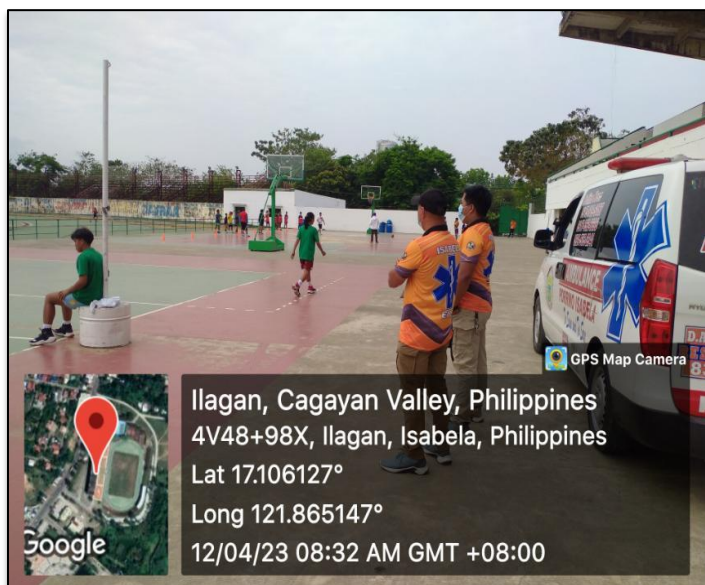 ISABELA
AMBULANCE
GPS Map Camera
Ilagan, Cagayan Valley, Philippines
4V48+98X, Ilagan, Isabela, Philippines
Lat 17.106127°
Long 121.865147°
12/04/23 08:32 AM GMT +08:00
Google